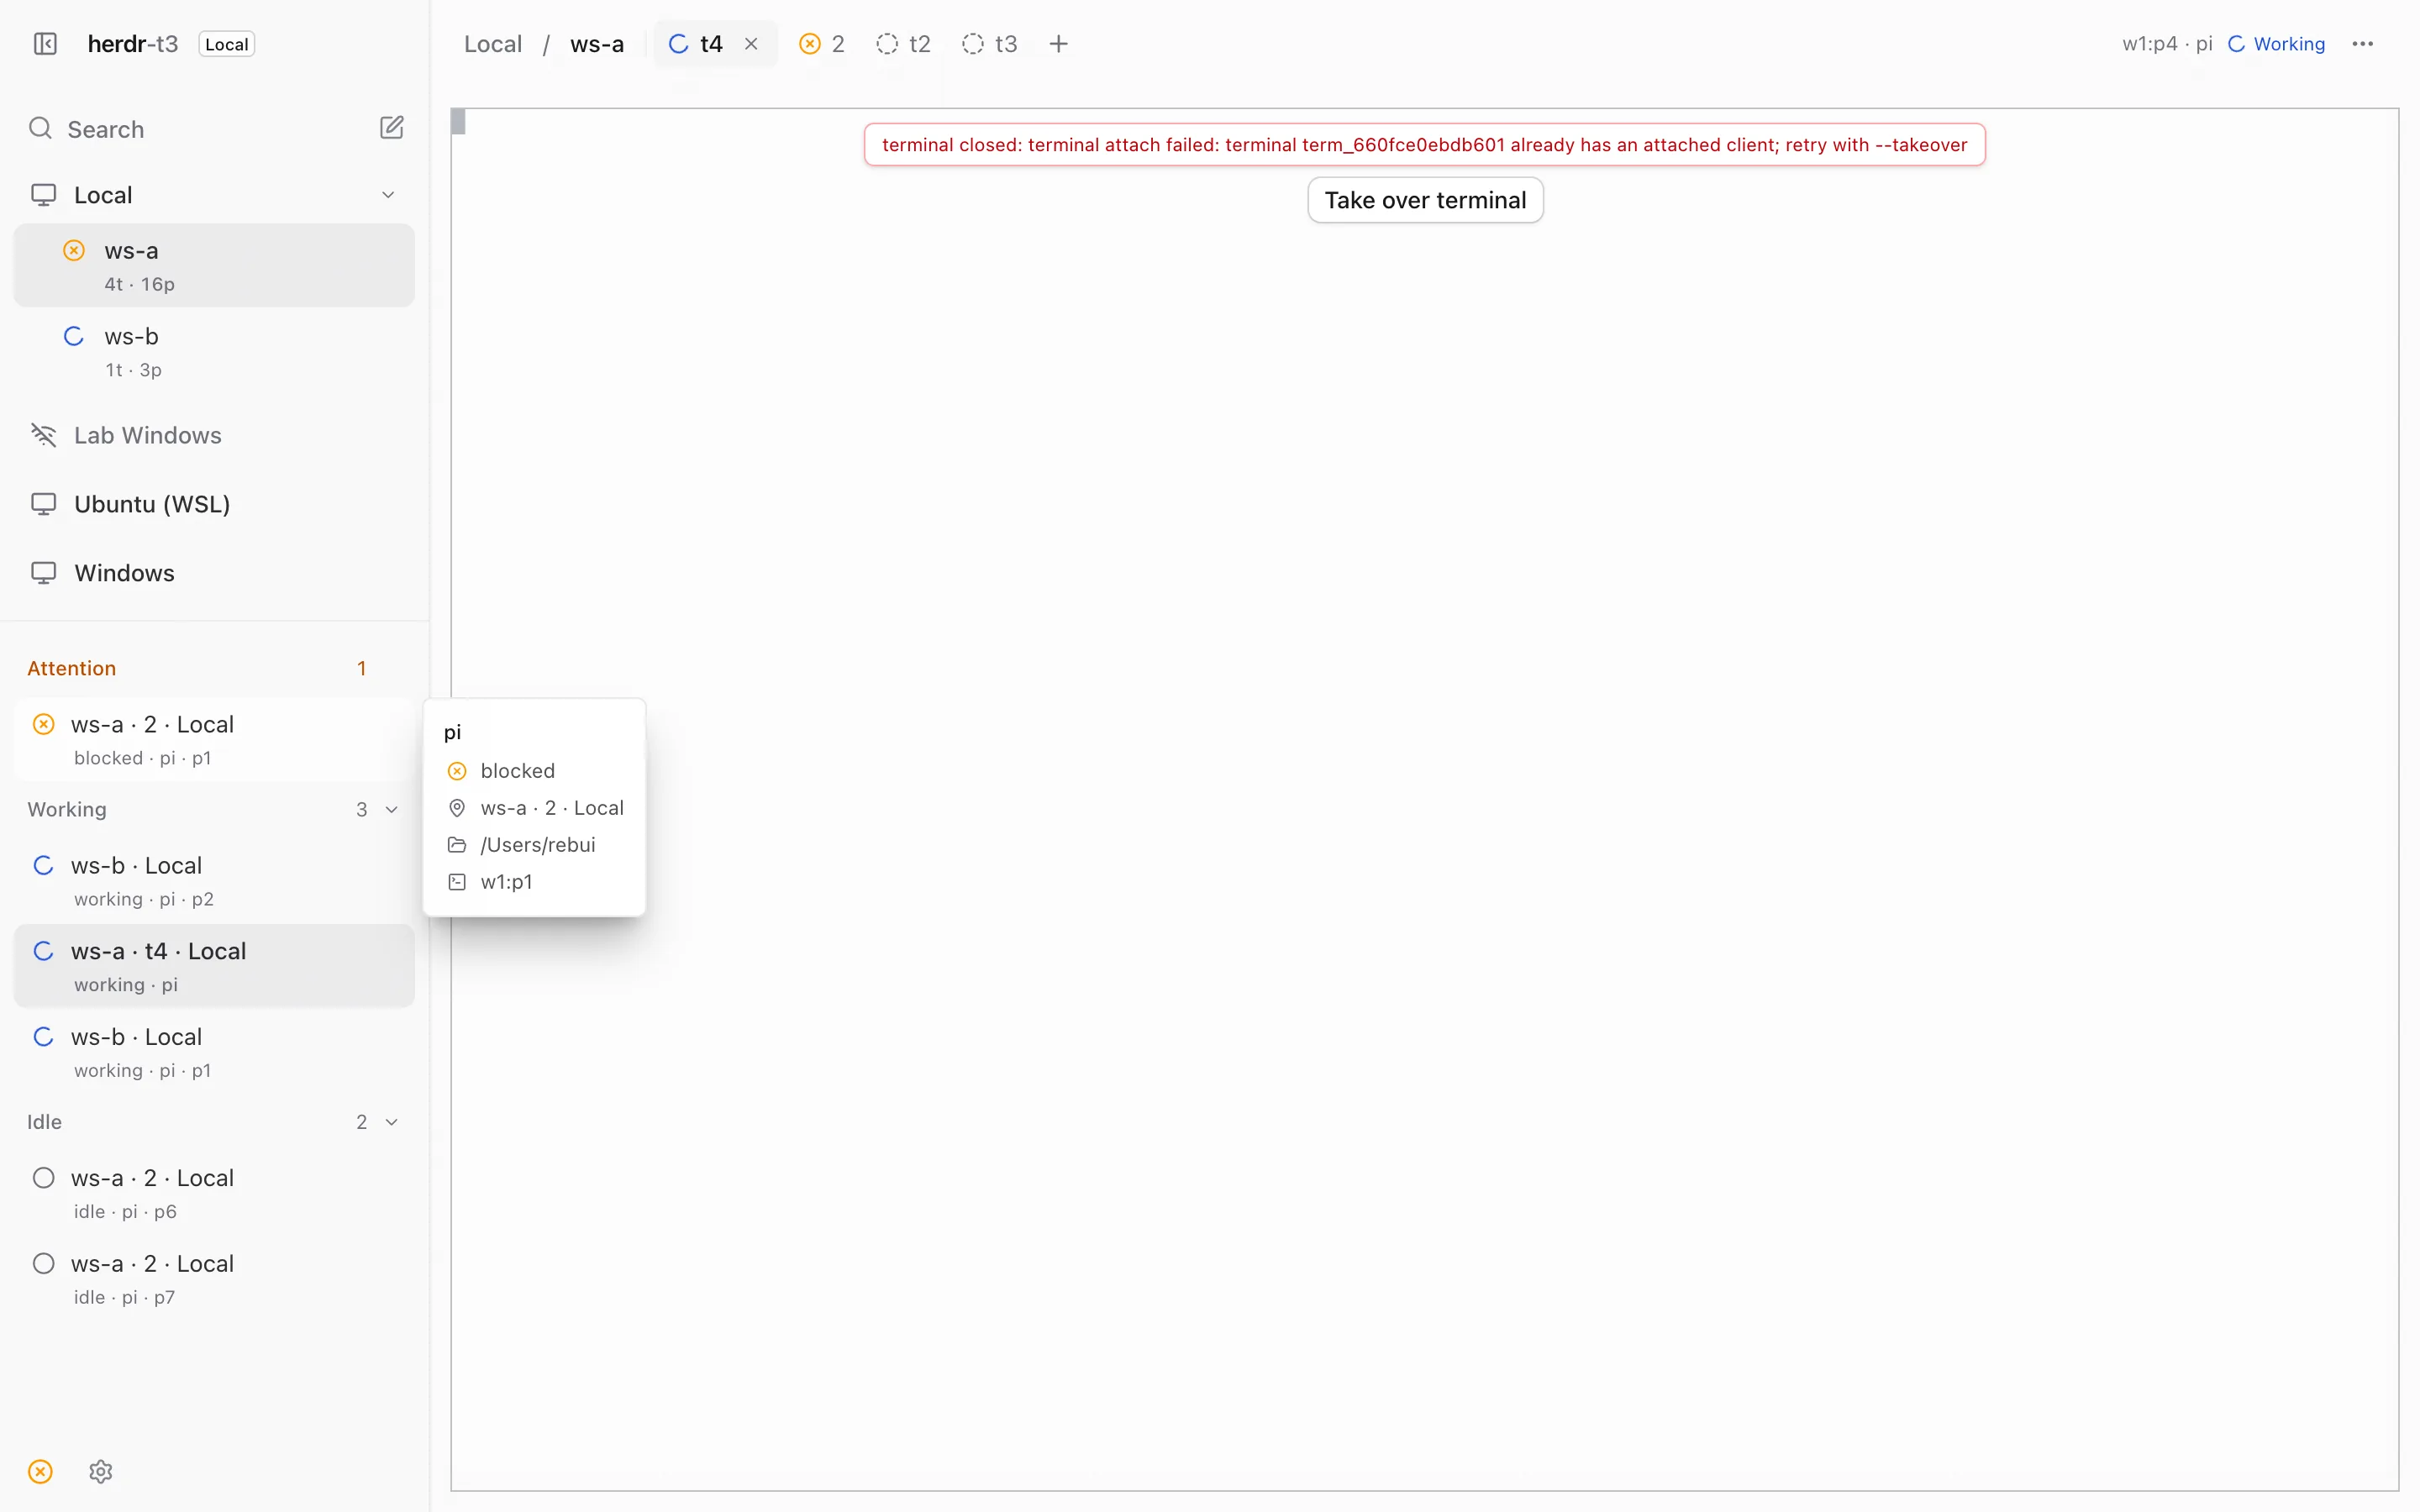 herdr-t3 Local
Search
Local
ws-a
4t · 16p
ws-b
1t · 3p
Lab Windows
Ubuntu (WSL)
Windows
Attention 1
ws-a · 2 · Local
blocked · pi · p1
Working 3
ws-b · Local
working · pi · p2
ws-a · t4 · Local
working · pi
ws-b · Local
working · pi · p1
Idle 2
ws-a · 2 · Local
idle · pi · p6
ws-a · 2 · Local
idle · pi · p7
Local / ws-a t4 2 t2 t3 w1:p4 · pi Working
terminal closed: terminal attach failed: terminal term_660fce0ebdb601 already has an attached client; retry with --takeover
Take over terminal
pi
blocked
ws-a · 2 · Local
/Users/rebui
w1:p1